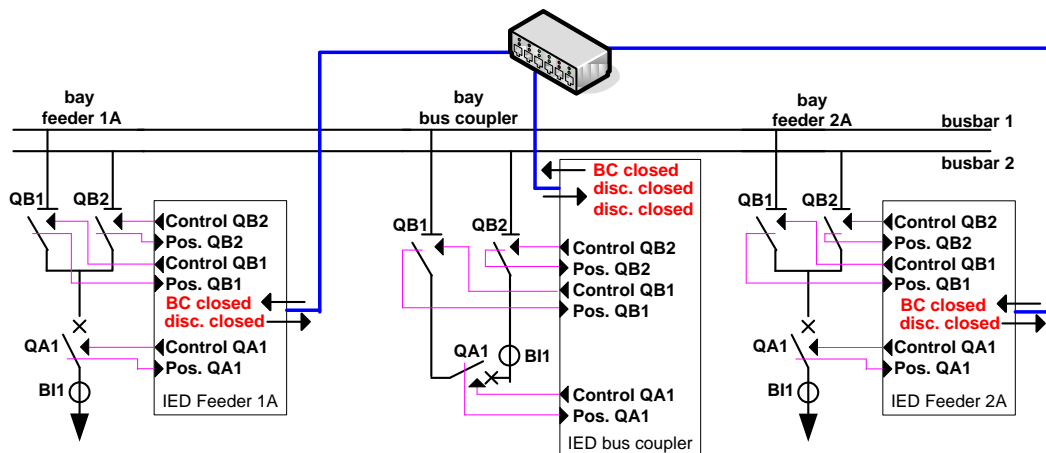 bay
feeder 1A
bay
bus coupler
bay
feeder 2A
busbar 1
busbar 2
QB1
QB2
Control QB2
Pos. QB2
Control QB1
Pos. QB1
BC closed
disc. closed
QA1
Control QA1
Pos. QA1
BI1
IED Feeder 1A
BC closed
disc. closed
disc. closed
QB1
QB2
Control QB2
Pos. QB2
Control QB1
Pos. QB1
QA1
BI1
Control QA1
Pos. QA1
IED bus coupler
QB1
QB2
Control QB2
Pos. QB2
Control QB1
Pos. QB1
BC closed
disc. closed
QA1
Control QA1
Pos. QA1
BI1
IED Feeder 2A